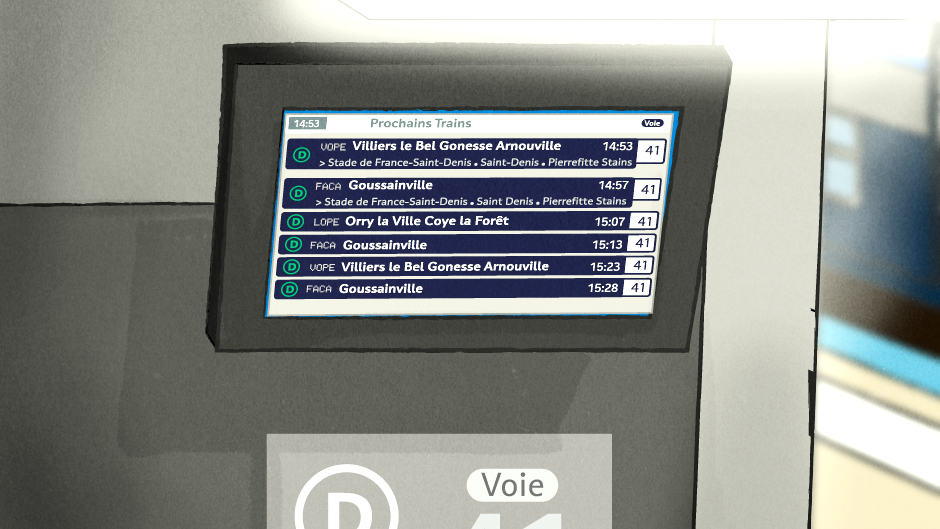 14:53 Prochains Trains Voie
D VOPE Villiers le Bel Gonesse Arnouville 14:53 41
> Stade de France-Saint-Denis • Saint-Denis • Pierrefitte Stains
D FACA Goussainville 14:57 41
> Stade de France-Saint-Denis • Saint Denis • Pierrefitte Stains
D LOPE Orry la Ville Coye la Forêt 15:07 41
D FACA Goussainville 15:13 41
D VOPE Villiers le Bel Gonesse Arnouville 15:23 41
D FACA Goussainville 15:28 41
D Voie
41